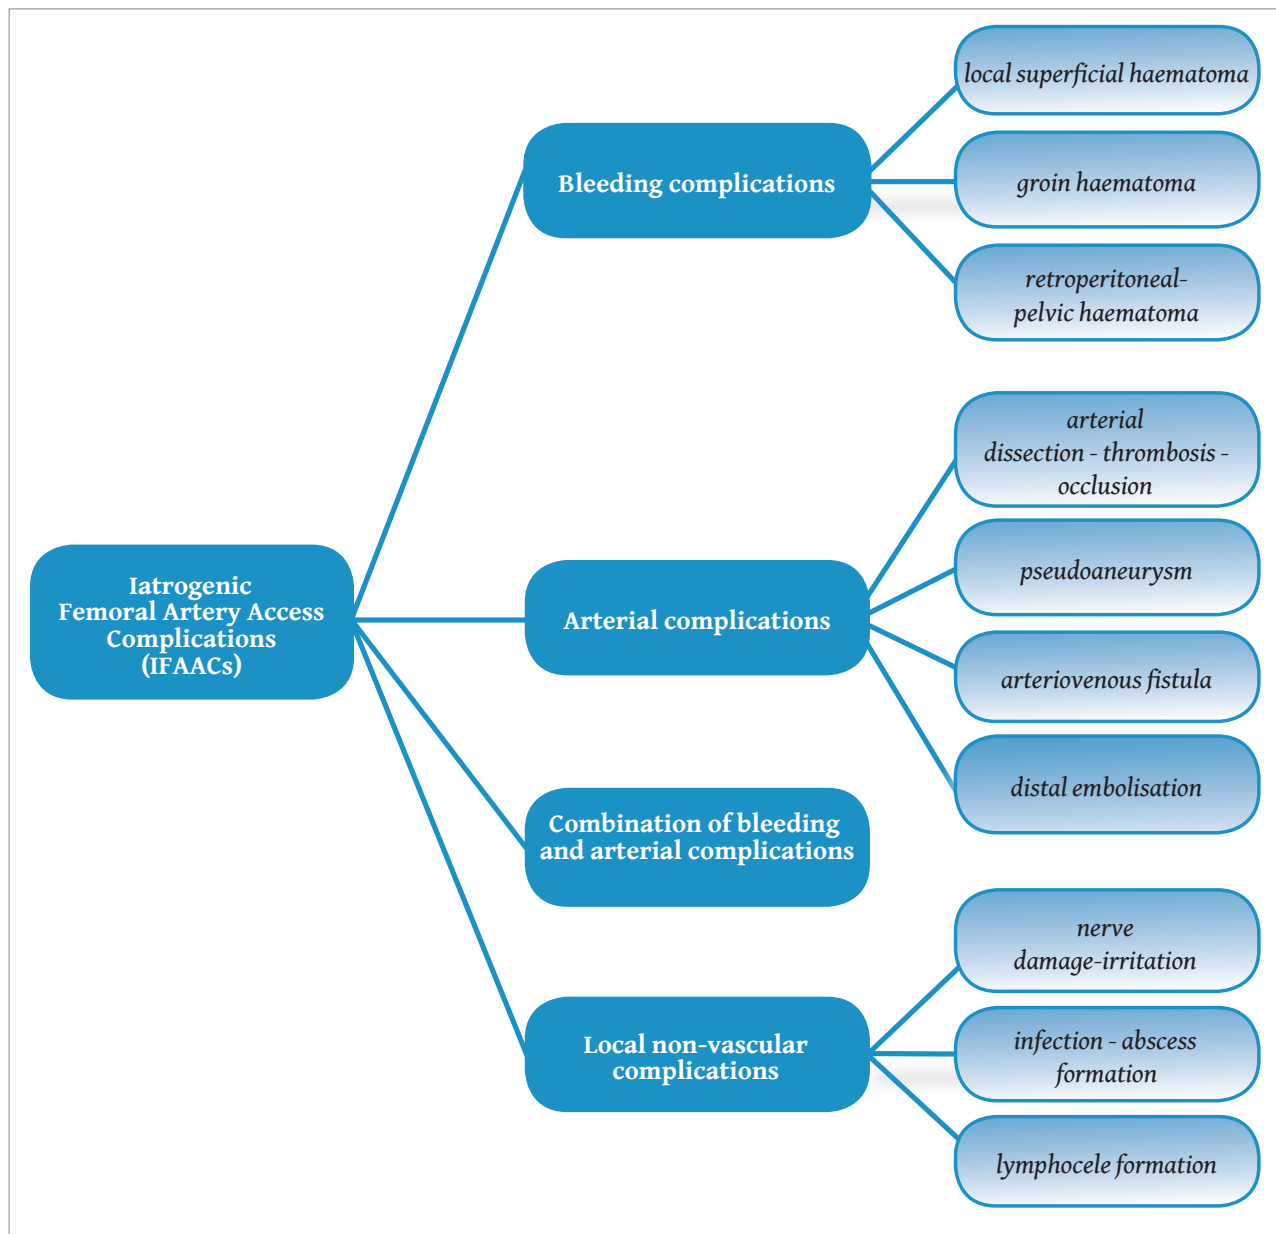 Iatrogenic
Femoral Artery Access
Complications
(IFAACs)
Bleeding complications
local superficial haematoma
groin haematoma
retroperitoneal-
pelvic haematoma
Arterial complications
arterial
dissection - thrombosis -
occlusion
pseudoaneurysm
arteriovenous fistula
distal embolisation
Combination of bleeding
and arterial complications
Local non-vascular
complications
nerve
damage-irritation
infection - abscess
formation
lymphocele formation